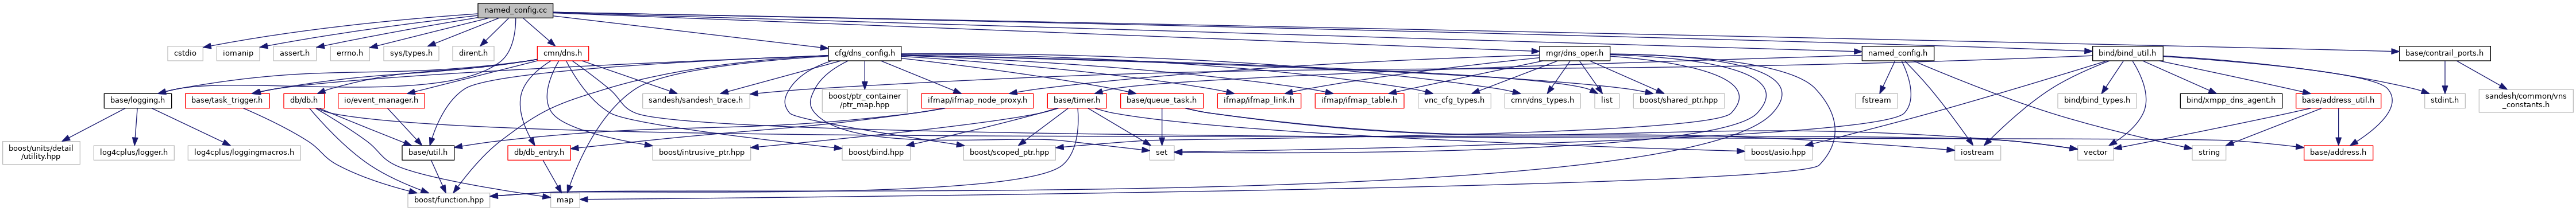 named_config.cc
cstdio
iomanip
assert.h
errno.h
sys/types.h
dirent.h
cmn/dns.h
cfg/dns_config.h
mgr/dns_oper.h
named_config.h
bind/bind_util.h
base/contrail_ports.h
base/logging.h
base/task_trigger.h
db/db.h
io/event_manager.h
sandesh/sandesh_trace.h
boost/ptr_container
/ptr_map.hpp
ifmap/ifmap_node_proxy.h
base/timer.h
base/queue_task.h
ifmap/ifmap_link.h
ifmap/ifmap_table.h
vnc_cfg_types.h
cmn/dns_types.h
list
boost/shared_ptr.hpp
fstream
bind/bind_types.h
bind/xmpp_dns_agent.h
base/address_util.h
stdint.h
sandesh/common/vns
_constants.h
boost/units/detail
/utility.hpp
log4cplus/logger.h
log4cplus/loggingmacros.h
base/util.h
db/db_entry.h
boost/intrusive_ptr.hpp
boost/bind.hpp
boost/scoped_ptr.hpp
set
boost/asio.hpp
iostream
vector
string
base/address.h
boost/function.hpp
map